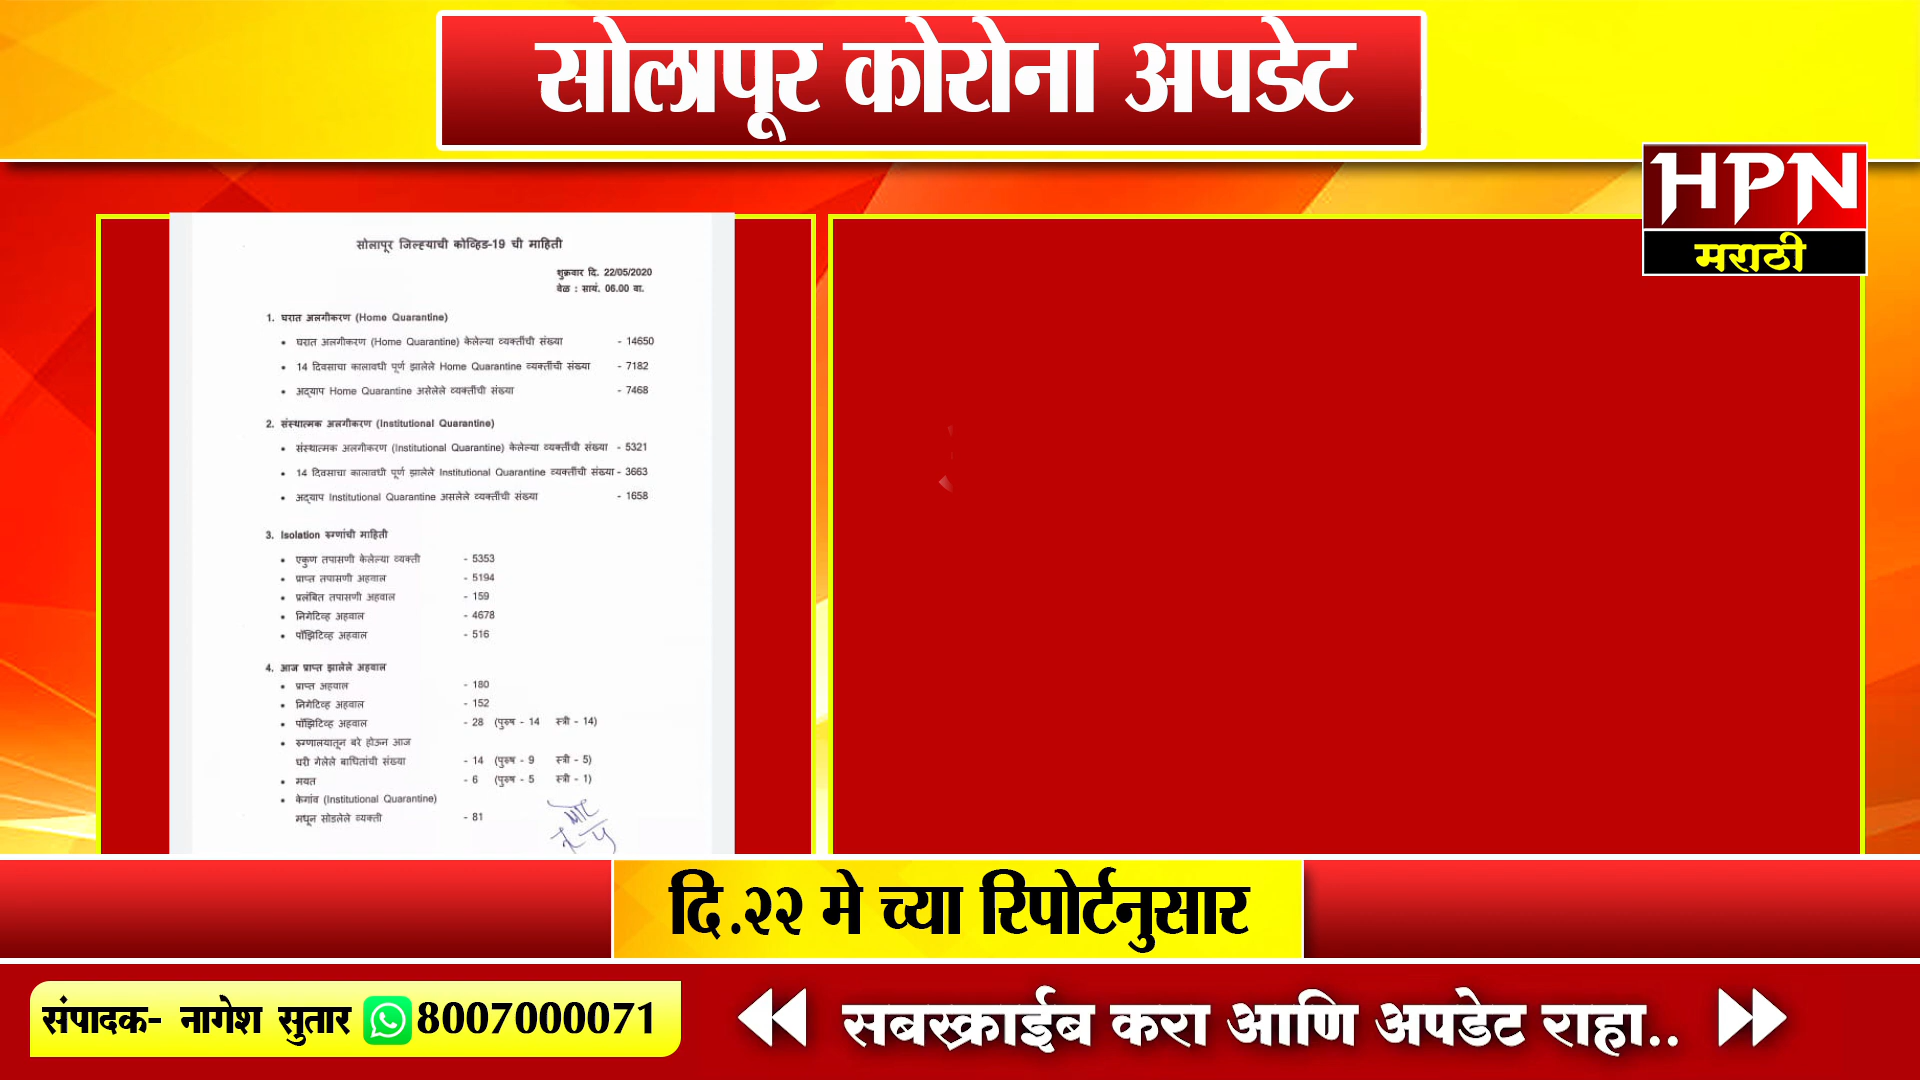 सोलापूर कोरोना अपडेट
HPN
मराठी
सोलापूर जिल्ह्याची कोव्हिड-19 ची माहिती
शुक्रवार दि. 22/05/2020
वेळ : सायं. 06.00 वा.
1. घरात अलगीकरण (Home Quarantine)
• घरात अलगीकरण (Home Quarantine) केलेल्या व्यक्तींची संख्या - 14650
• 14 दिवसाचा कालावधी पूर्ण झालेले Home Quarantine व्यक्तींची संख्या - 7182
• अद्याप Home Quarantine असेलेले व्यक्तींची संख्या - 7468
2. संस्थात्मक अलगीकरण (Institutional Quarantine)
• संस्थात्मक अलगीकरण (Institutional Quarantine) केलेल्या व्यक्तींची संख्या - 5321
• 14 दिवसाचा कालावधी पूर्ण झालेले Institutional Quarantine व्यक्तींची संख्या - 3663
• अद्याप Institutional Quarantine असलेले व्यक्तींची संख्या - 1658
3. Isolation रुग्णांची माहिती
• एकुण तपासणी केलेल्या व्यक्ती - 5353
• प्राप्त तपासणी अहवाल - 5194
• प्रलंबित तपासणी अहवाल - 159
• निगेटिव्ह अहवाल - 4678
• पॉझिटिव्ह अहवाल - 516
4. आज प्राप्त झालेले अहवाल
• प्राप्त अहवाल - 180
• निगेटिव्ह अहवाल - 152
• पॉझिटिव्ह अहवाल - 28 (पुरुष - 14 स्त्री - 14)
• रुग्णालयातून बरे होऊन आज
घरी गेलेले बाधितांची संख्या - 14 (पुरुष - 9 स्त्री - 5)
• मयत - 6 (पुरुष - 5 स्त्री - 1)
• केगांव (Institutional Quarantine)
मधून सोडलेले व्यक्ती - 81
दि.२२ मे च्या रिपोर्टनुसार
संपादक- नागेश सुतार 8007000071
सबस्क्राईब करा आणि अपडेट राहा..